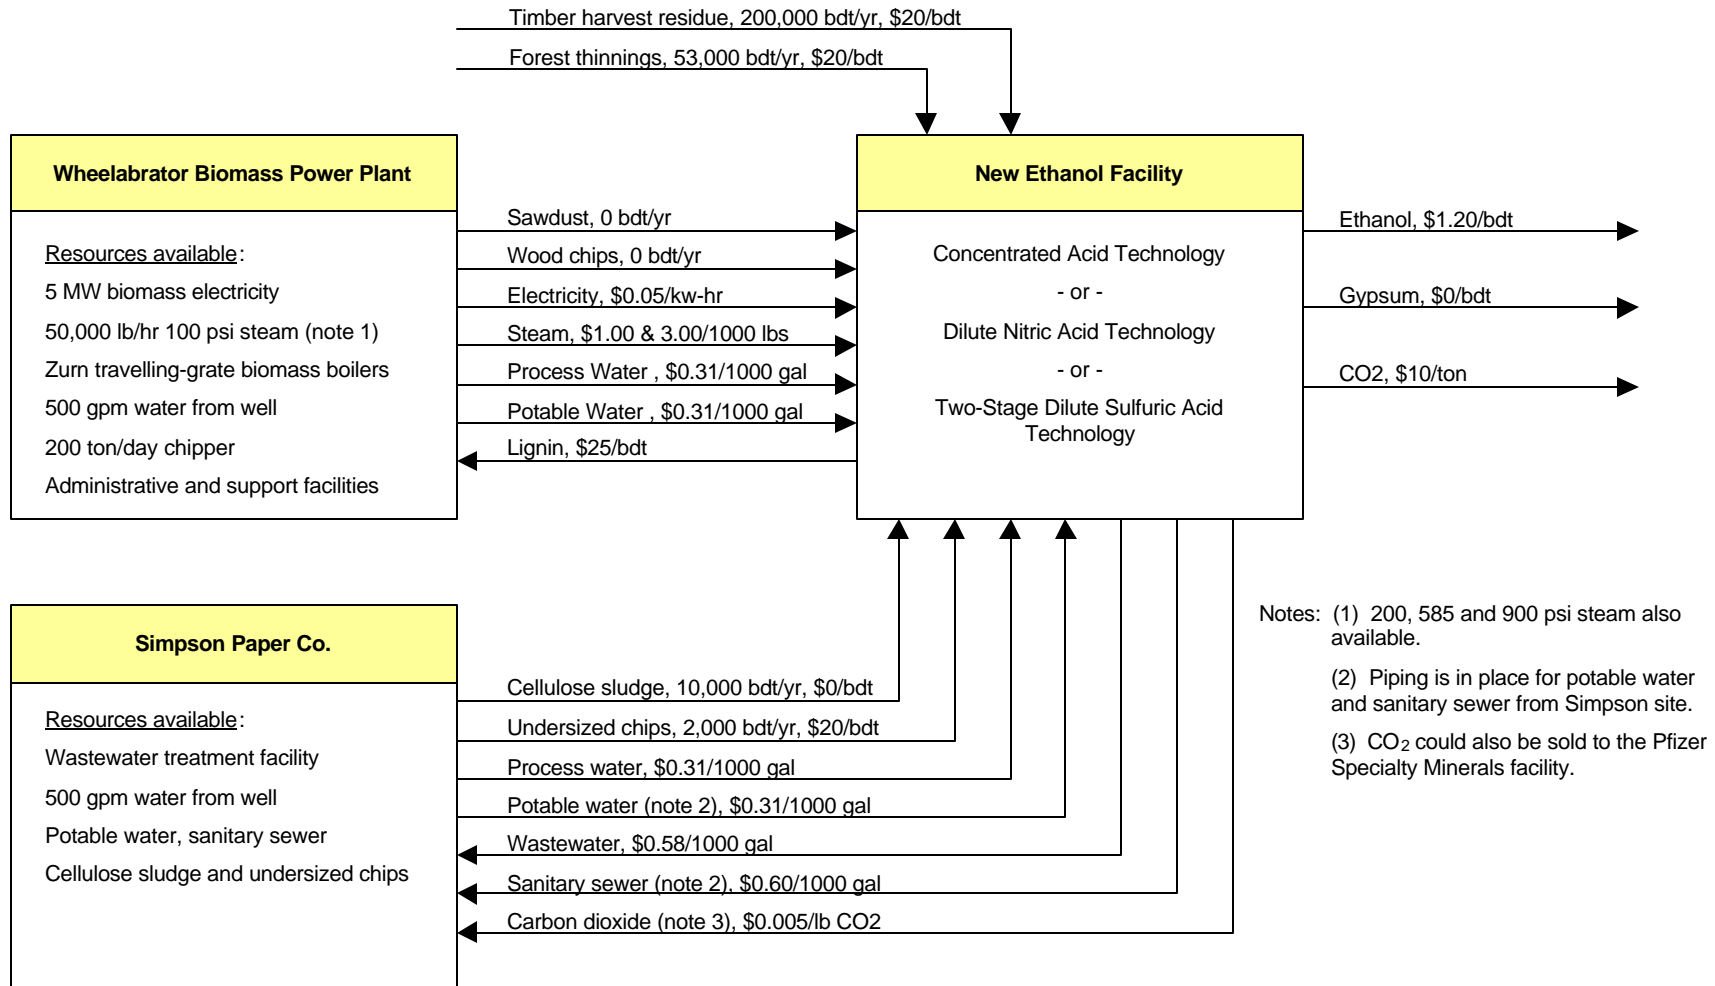 Timber harvest residue, 200,000 bdt/yr, $20/bdt
Forest thinnings, 53,000 bdt/yr, $20/bdt
Wheelabrator Biomass Power Plant
Resources available:
5 MW biomass electricity
50,000 lb/hr 100 psi steam (note 1)
Zurn travelling-grate biomass boilers
500 gpm water from well
200 ton/day chipper
Administrative and support facilities
Sawdust, 0 bdt/yr
Wood chips, 0 bdt/yr
Electricity, $0.05/kw-hr
Steam, $1.00 & 3.00/1000 lbs
Process Water , $0.31/1000 gal
Potable Water , $0.31/1000 gal
Lignin, $25/bdt
New Ethanol Facility
Concentrated Acid Technology
- or -
Dilute Nitric Acid Technology
- or -
Two-Stage Dilute Sulfuric Acid
Technology
Ethanol, $1.20/bdt
Gypsum, $0/bdt
CO2, $10/ton
Simpson Paper Co.
Resources available:
Wastewater treatment facility
500 gpm water from well
Potable water, sanitary sewer
Cellulose sludge and undersized chips
Cellulose sludge, 10,000 bdt/yr, $0/bdt
Undersized chips, 2,000 bdt/yr, $20/bdt
Process water, $0.31/1000 gal
Potable water (note 2), $0.31/1000 gal
Wastewater, $0.58/1000 gal
Sanitary sewer (note 2), $0.60/1000 gal
Carbon dioxide (note 3), $0.005/lb CO2
Notes: (1) 200, 585 and 900 psi steam also
available.
(2) Piping is in place for potable water
and sanitary sewer from Simpson site.
(3) CO2 could also be sold to the Pfizer
Specialty Minerals facility.